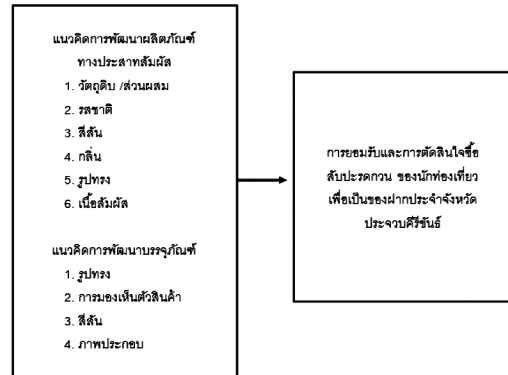 แนวคิดการพัฒนาผลิตภัณฑ์
ทางประสาทสัมผัส
1. วัตถุดิบ /ส่วนผสม
2. รสชาติ
3. สีสัน
4. กลิ่น
5. รูปทรง
6. เนื้อสัมผัส
แนวคิดการพัฒนาบรรจุภัณฑ์
1. รูปทรง
2. การมองเห็นตัวสินค้า
3. สีสัน
4. ภาพประกอบ
การยอมรับและการตัดสินใจซื้อ
สับปะรดกวน ของนักท่องเที่ยว
เพื่อเป็นของฝากประจำจังหวัด
ประจวบคีรีขันธ์